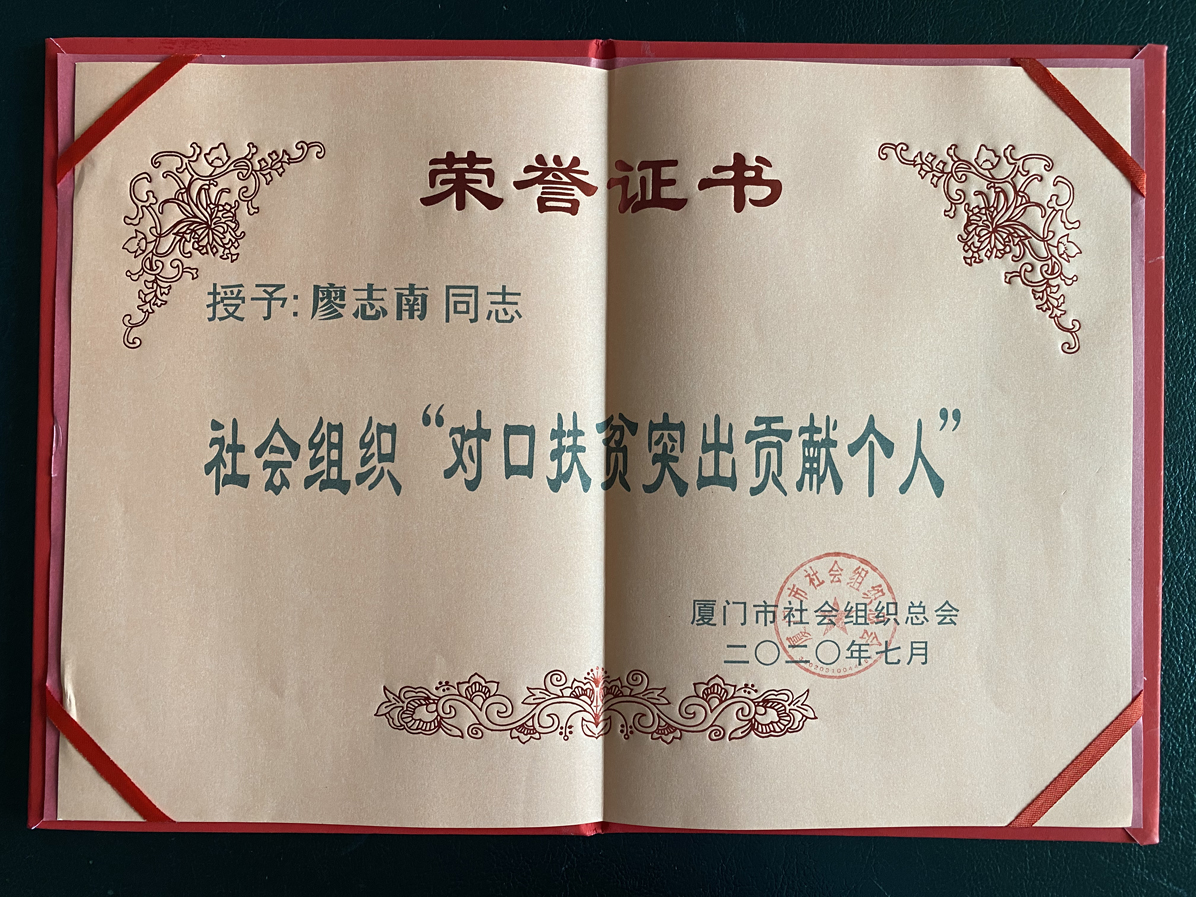 荣誉证书
授予：廖志南同志
社会组织“对口扶贫突出贡献个人”
厦门市社会组织总会
二〇二〇年七月